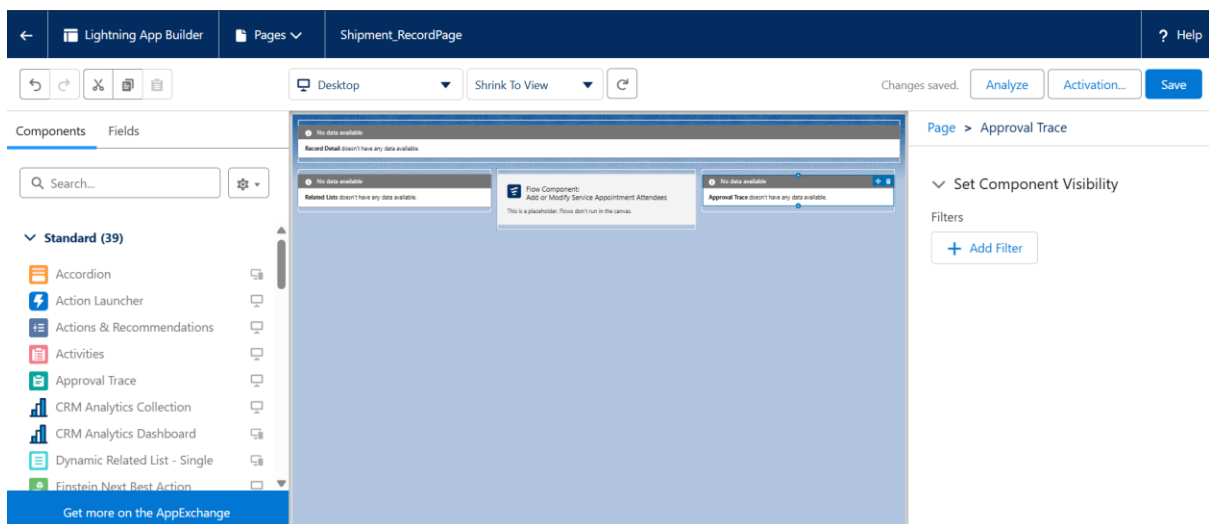 Lightning App Builder
Pages
Shipment_RecordPage
? Help
Desktop
Shrink To View
Changes saved.
Analyze
Activation...
Save
Components
Fields
Search...
Standard (39)
Accordion
Action Launcher
Actions & Recommendations
Activities
Approval Trace
CRM Analytics Collection
CRM Analytics Dashboard
Dynamic Related List - Single
Einstein Next Best Action
Get more on the AppExchange
No data available
Record Detail doesn't have any data available.
No data available
Related Lists doesn't have any data available.
Flow Component:
Add or Modify Service Appointment Attendees
This is a placeholder. Flows don't run in the canvas.
No data available
Approval Trace doesn't have any data available.
Page > Approval Trace
Set Component Visibility
Filters
+ Add Filter